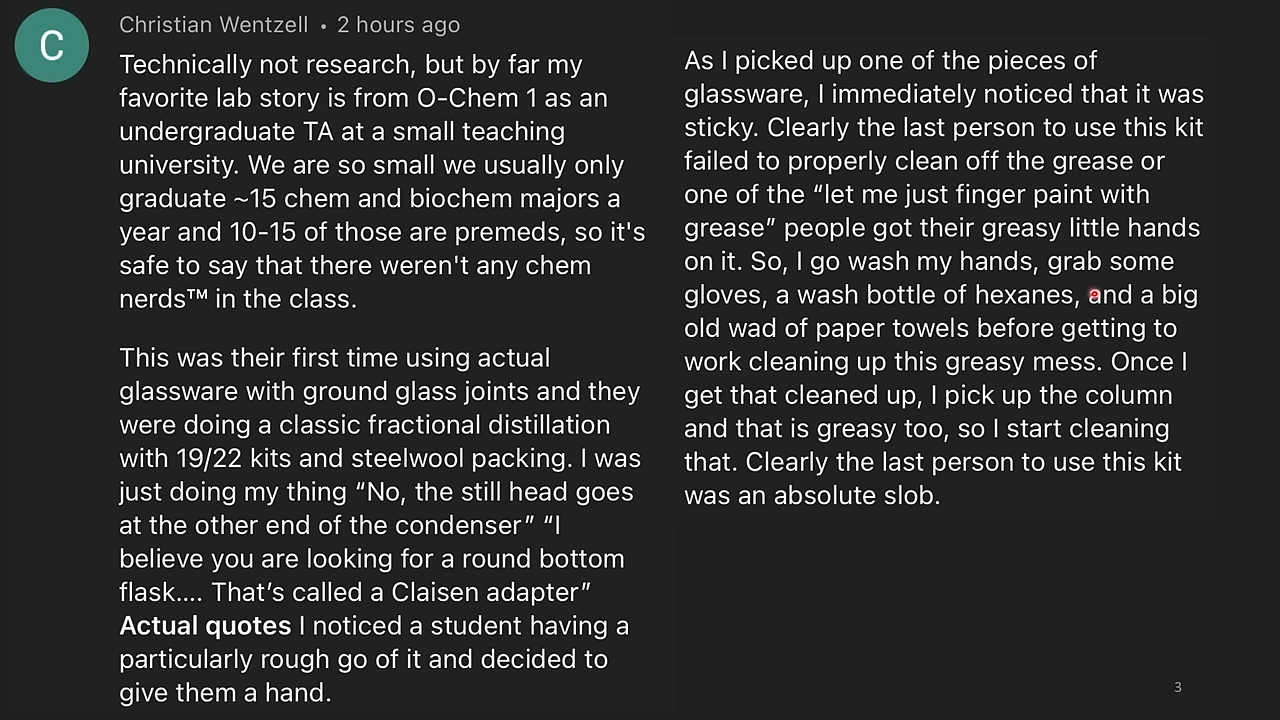 C
Christian Wentzell • 2 hours ago
Technically not research, but by far my
favorite lab story is from O-Chem 1 as an
undergraduate TA at a small teaching
university. We are so small we usually only
graduate ~15 chem and biochem majors a
year and 10-15 of those are premeds, so it's
safe to say that there weren't any chem
nerds™ in the class.
This was their first time using actual
glassware with ground glass joints and they
were doing a classic fractional distillation
with 19/22 kits and steelwool packing. I was
just doing my thing “No, the still head goes
at the other end of the condenser” “I
believe you are looking for a round bottom
flask.... That’s called a Claisen adapter”
Actual quotes I noticed a student having a
particularly rough go of it and decided to
give them a hand.
As I picked up one of the pieces of
glassware, I immediately noticed that it was
sticky. Clearly the last person to use this kit
failed to properly clean off the grease or
one of the “let me just finger paint with
grease” people got their greasy little hands
on it. So, I go wash my hands, grab some
gloves, a wash bottle of hexanes, and a big
old wad of paper towels before getting to
work cleaning up this greasy mess. Once I
get that cleaned up, I pick up the column
and that is greasy too, so I start cleaning
that. Clearly the last person to use this kit
was an absolute slob.
3